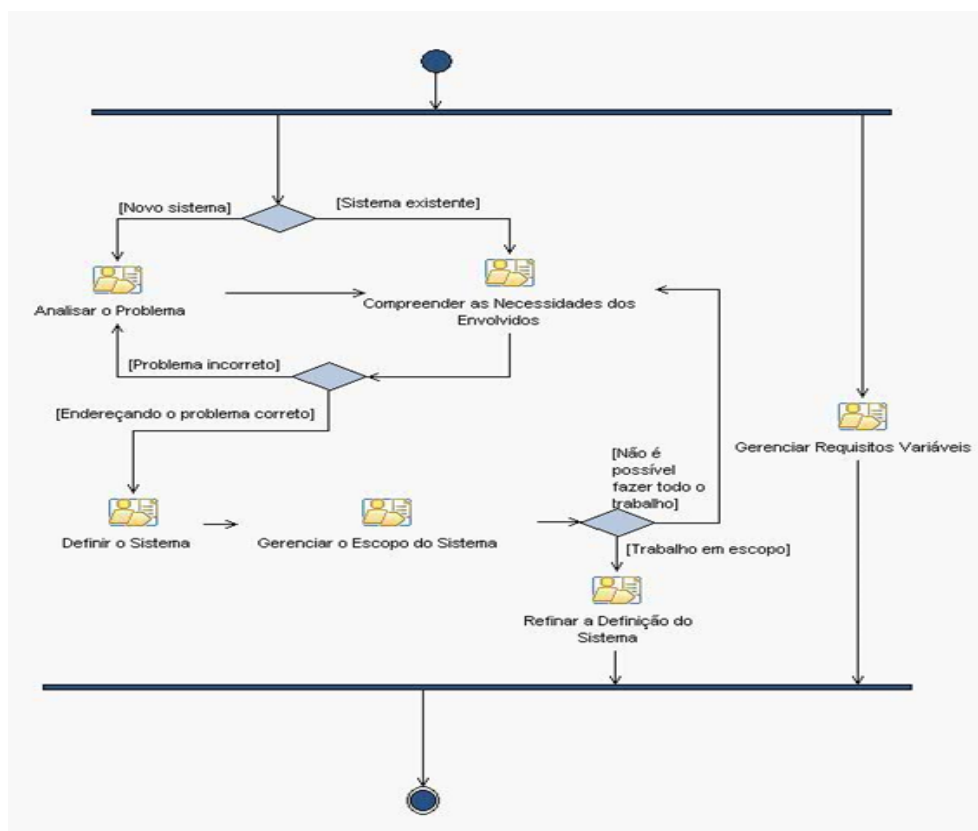 [Novo sistema]
[Sistema existente]
Analisar o Problema
Compreender as Necessidades dos
Envolvidos
[Problema incorreto]
[Endereçando o problema correto]
Gerenciar Requisitos Variáveis
[Não é
possível
fazer todo o
trabalho]
Definir o Sistema
Gerenciar o Escopo do Sistema
[Trabalho em escopo]
Refinar a Definição do
Sistema